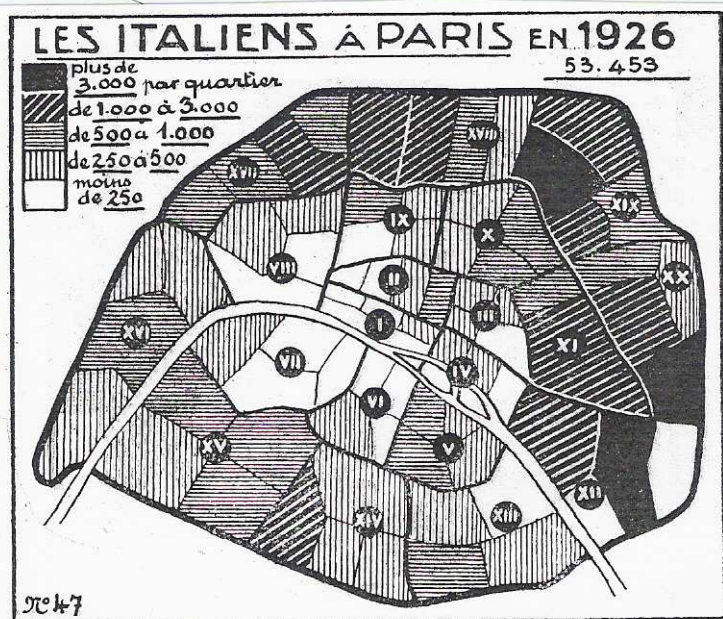 LES ITALIENS À PARIS EN 1926
53.453
plus de
3.000 par quartier
de 1.000 à 3.000
de 500 à 1.000
de 250 à 500
moins
de 250
XVIII
XVII
XIX
IX
X
VIII
II
XX
III
I
XI
XVI
VII
IV
VI
XV
V
XII
XIII
XIV
Nº 47